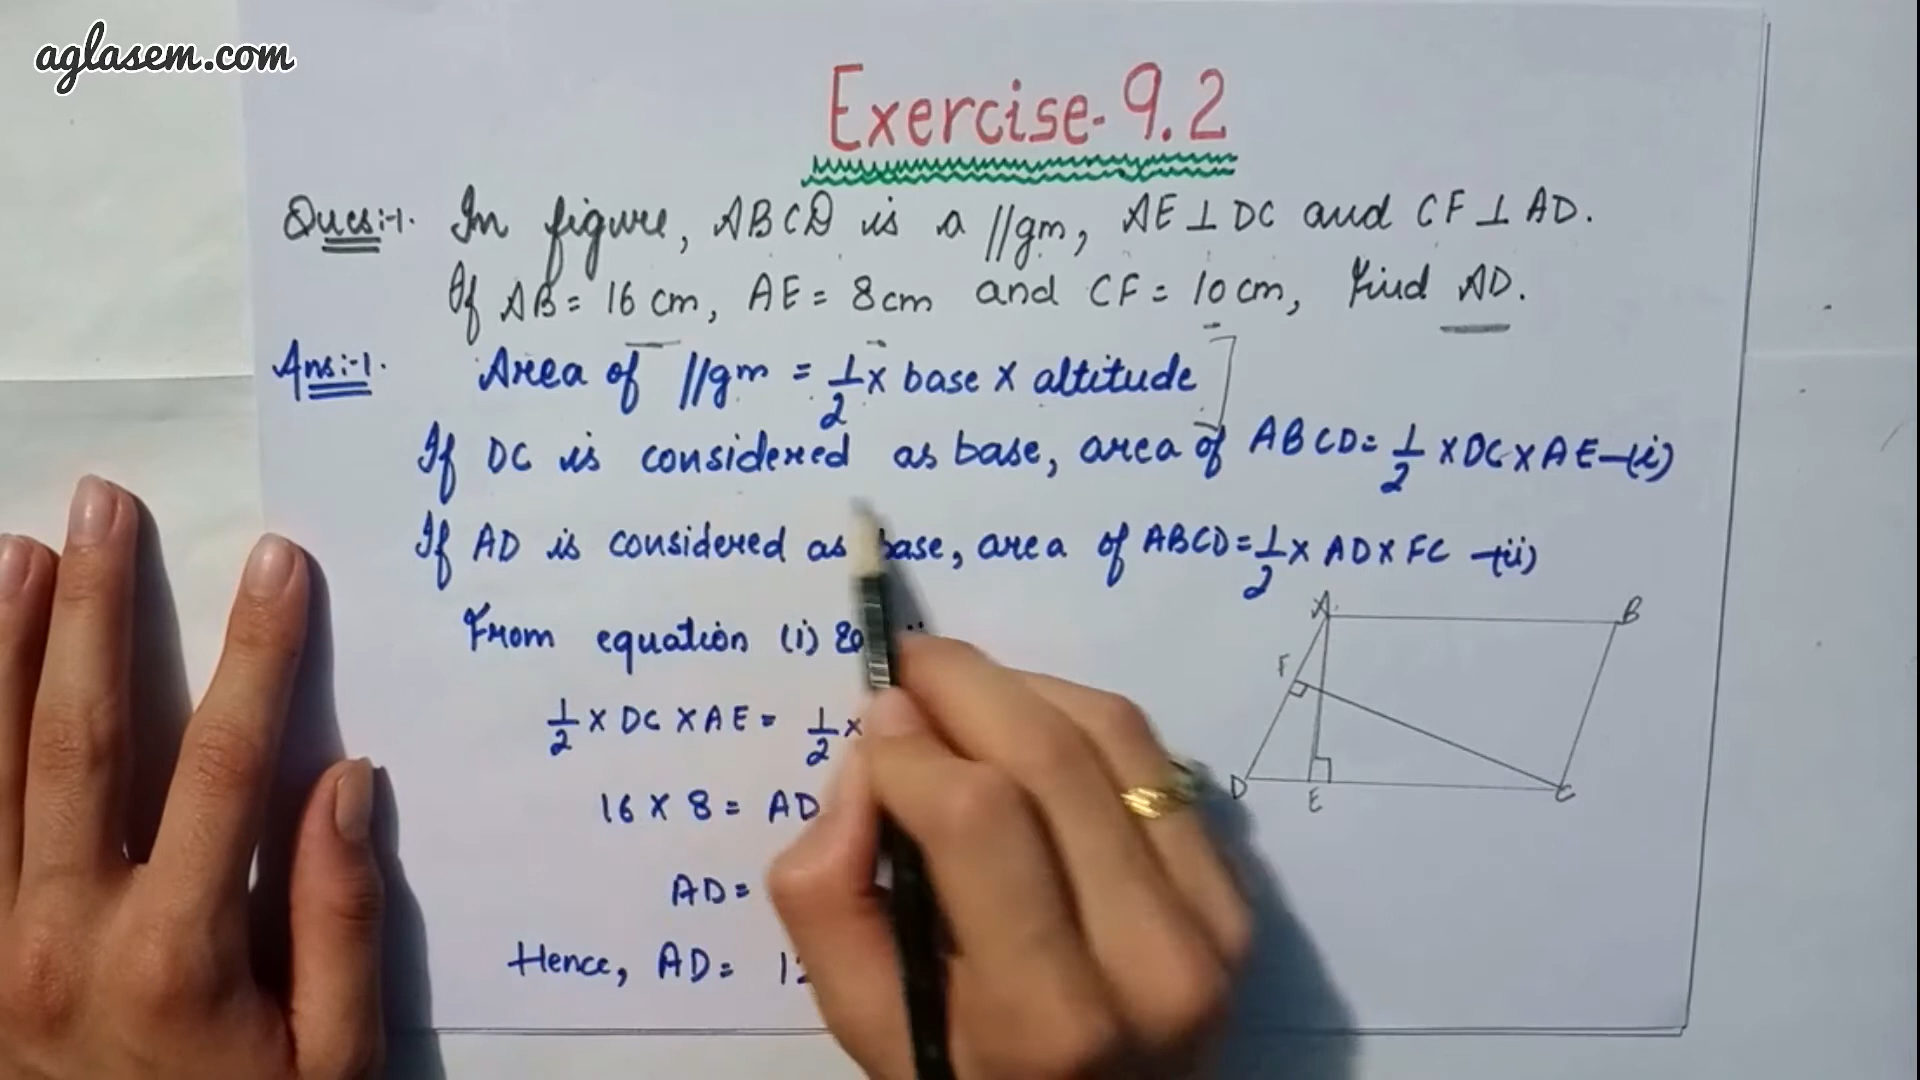 aglasem.com
Exercise-9.2
Ques:-1. In figure, ABCD is a //gm, AE⊥DC and CF⊥AD.
If AB= 16 cm, AE= 8cm and CF= 10cm, Find AD.
Ans:-1. Area of //gm = 1/2 x base x altitude
If DC is considered as base, area of ABCD= 1/2 x DC x AE-(i)
If AD is considered as base, area of ABCD= 1/2 x AD x FC -(ii)
From equation (i)
1/2 x DC x AE = 1/2 x
16 x 8 = AD
AD=
Hence, AD=
A B
F
D E C